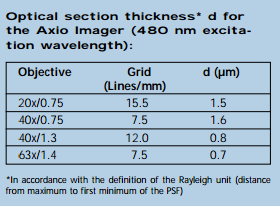 Optical section thickness* d for
the Axio Imager (480 nm excita-
tion wavelength):
Objective Grid d (µm)
(Lines/mm)
20x/0.75 15.5 1.5
40x/0.75 7.5 1.6
40x/1.3 12.0 0.8
63x/1.4 7.5 0.7
*In accordance with the definition of the Rayleigh unit (distance
from maximum to first minimum of the PSF)